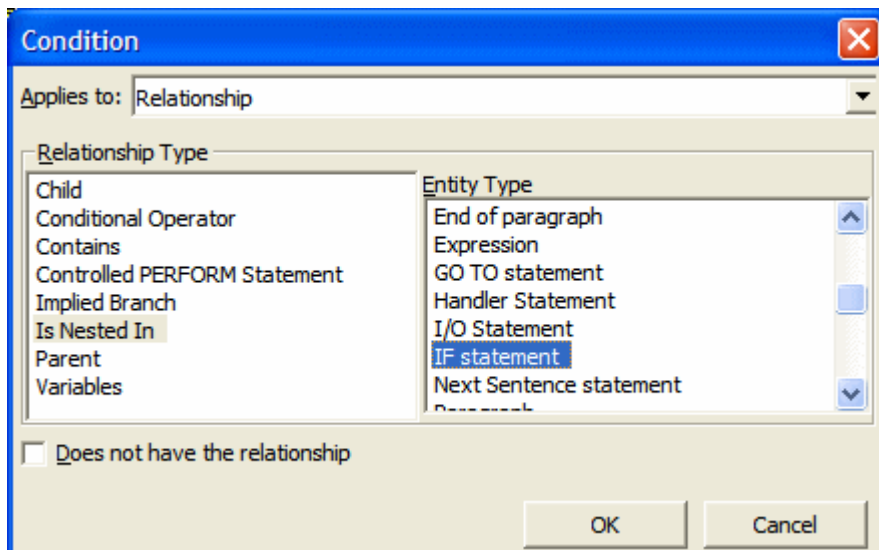 Condition
Applies to: Relationship
Relationship Type
Child
Conditional Operator
Contains
Controlled PERFORM Statement
Implied Branch
Is Nested In
Parent
Variables
Entity Type
End of paragraph
Expression
GO TO statement
Handler Statement
I/O Statement
IF statement
Next Sentence statement
Does not have the relationship
OK
Cancel